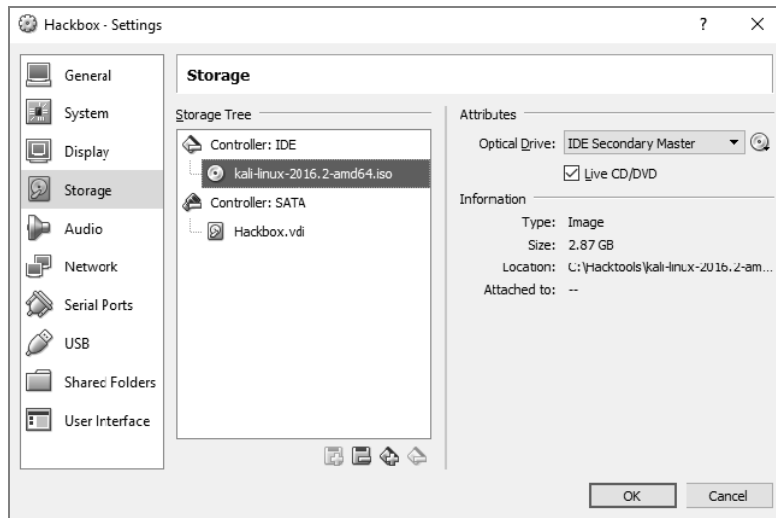 Hackbox - Settings
? X
General
System
Display
Storage
Audio
Network
Serial Ports
USB
Shared Folders
User Interface
Storage
Storage Tree
Controller: IDE
kali-linux-2016.2-amd64.iso
Controller: SATA
Hackbox.vdi
Attributes
Optical Drive: IDE Secondary Master
Live CD/DVD
Information
Type: Image
Size: 2.87 GB
Location: C:\Hacktools\kali-linux-2016.2-am...
Attached to: --
OK Cancel